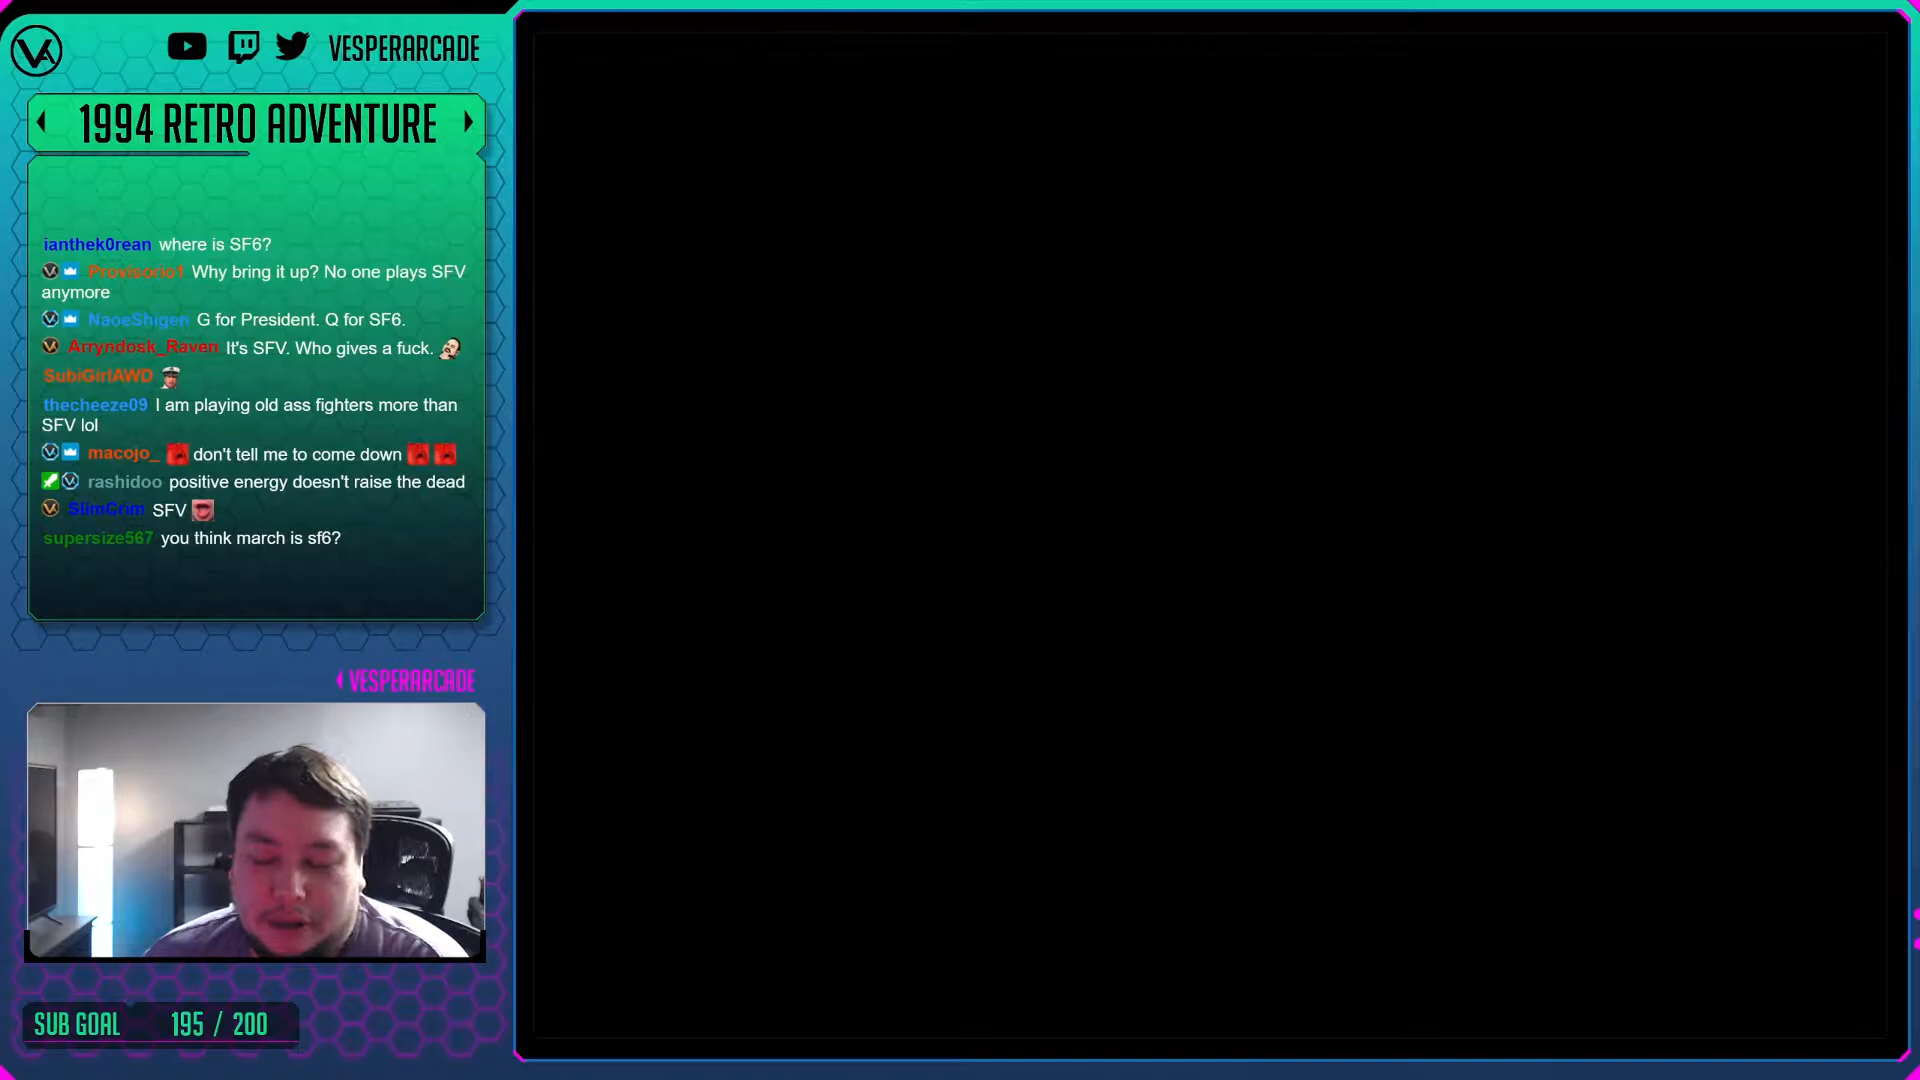 VESPERARCADE
1994 RETRO ADVENTURE
ianthek0rean where is SF6?
Provisorio1 Why bring it up? No one plays SFV
anymore
NaoeShigen G for President. Q for SF6.
Arryndosk_Raven It's SFV. Who gives a fuck.
SubiGirlAWD
thecheeze09 I am playing old ass fighters more than
SFV lol
macojo_ don't tell me to come down
rashidoo positive energy doesn't raise the dead
SlimCrim SFV
supersize567 you think march is sf6?
VESPERARCADE
SUB GOAL 195 / 200